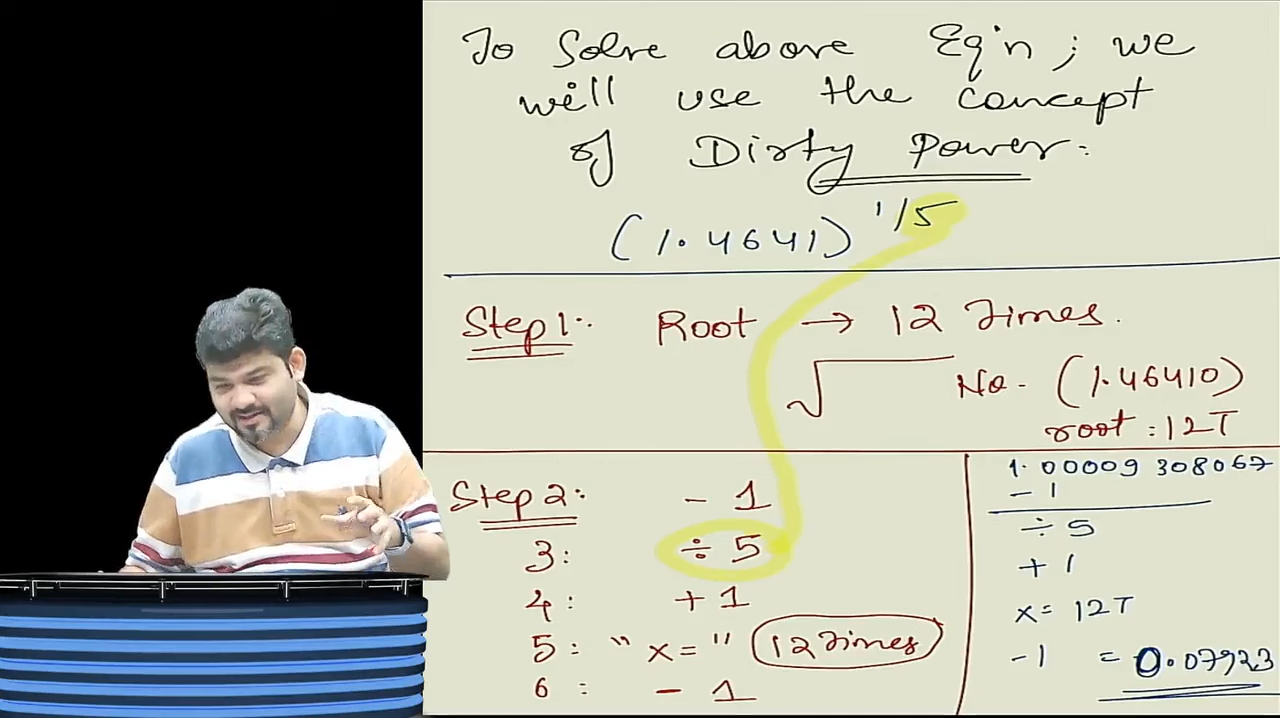 To Solve above Eq'n ; we
will use the concept
of Dirty Power:
(1.4641)^1/5
Step 1:. Root → 12 Times.
√ No. (1.46410)
root : 12T
Step 2: - 1
3: ÷ 5
4: + 1
5: " x = " 12 Times
6: - 1
1.00009308067
- 1
÷ 5
+ 1
x = 12T
- 1 = 0.07923